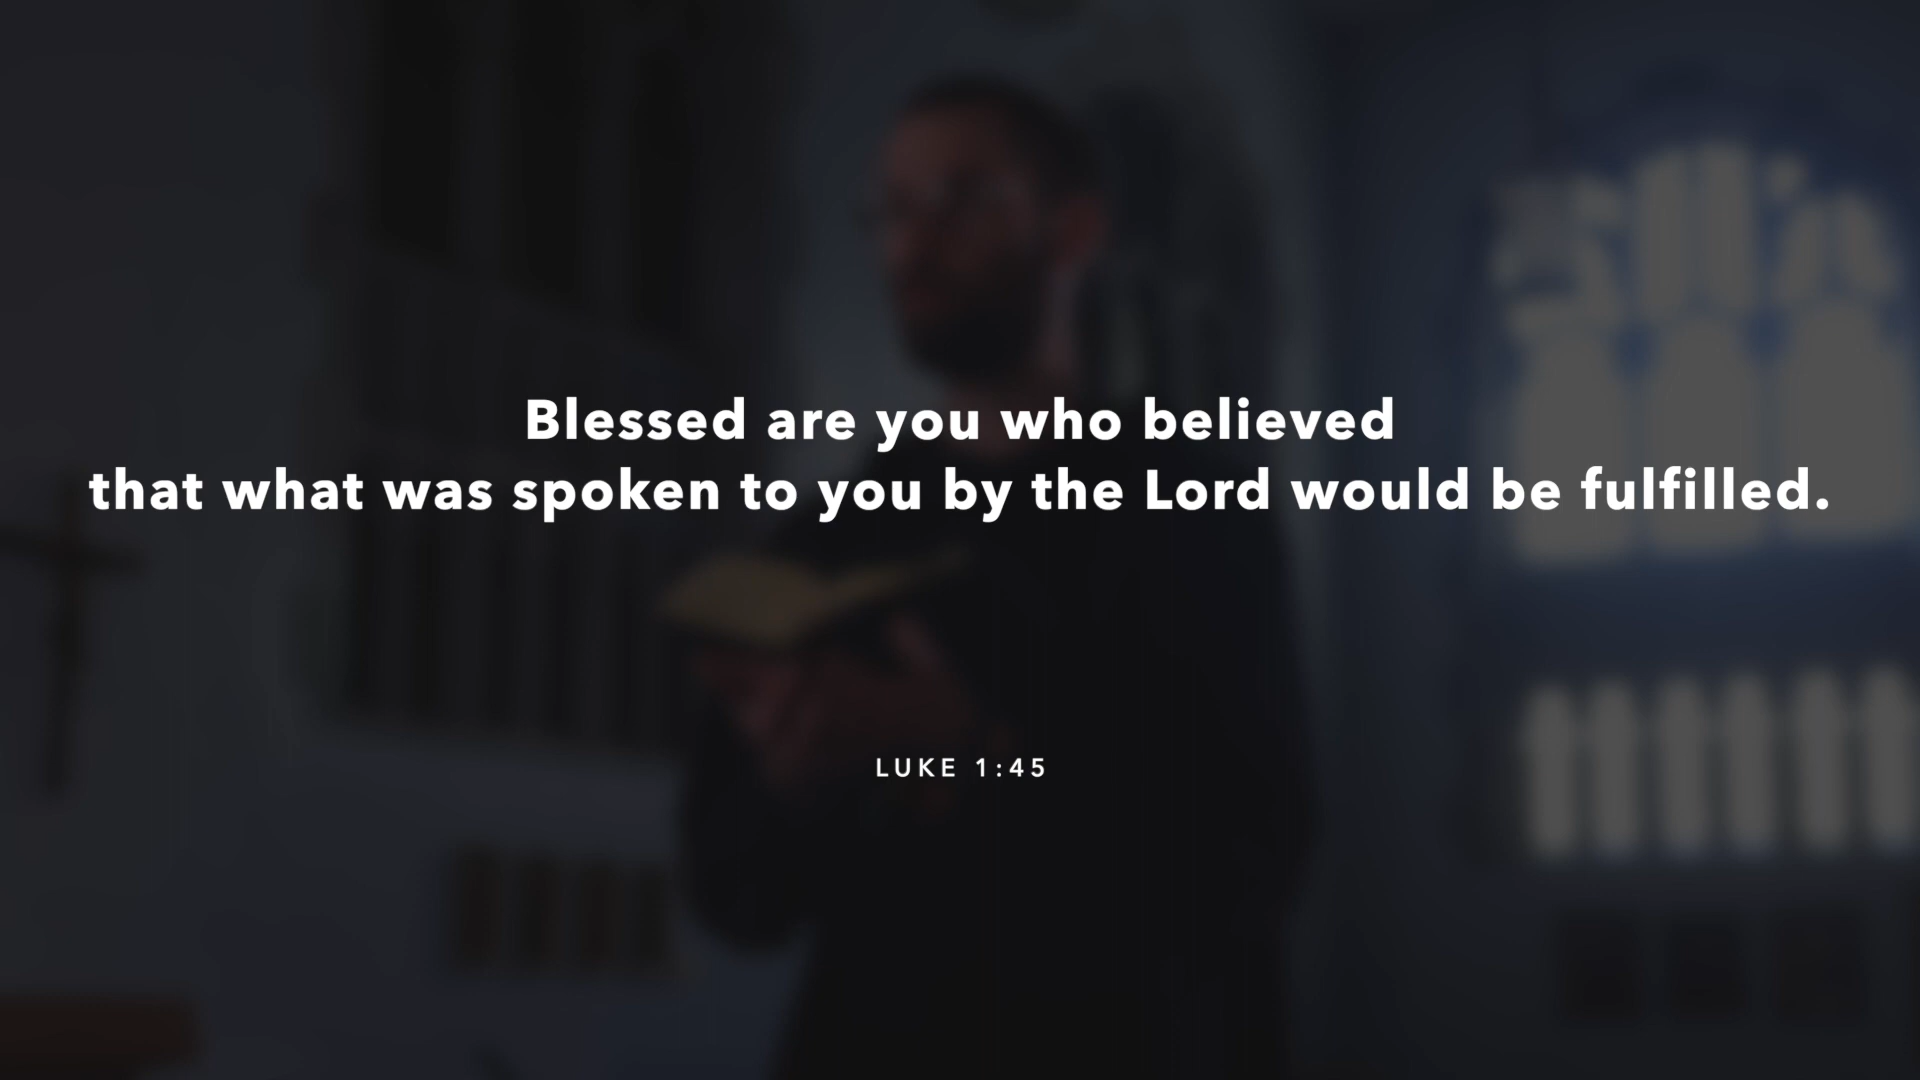 Blessed are you who believed
that what was spoken to you by the Lord would be fulfilled.
LUKE 1:45